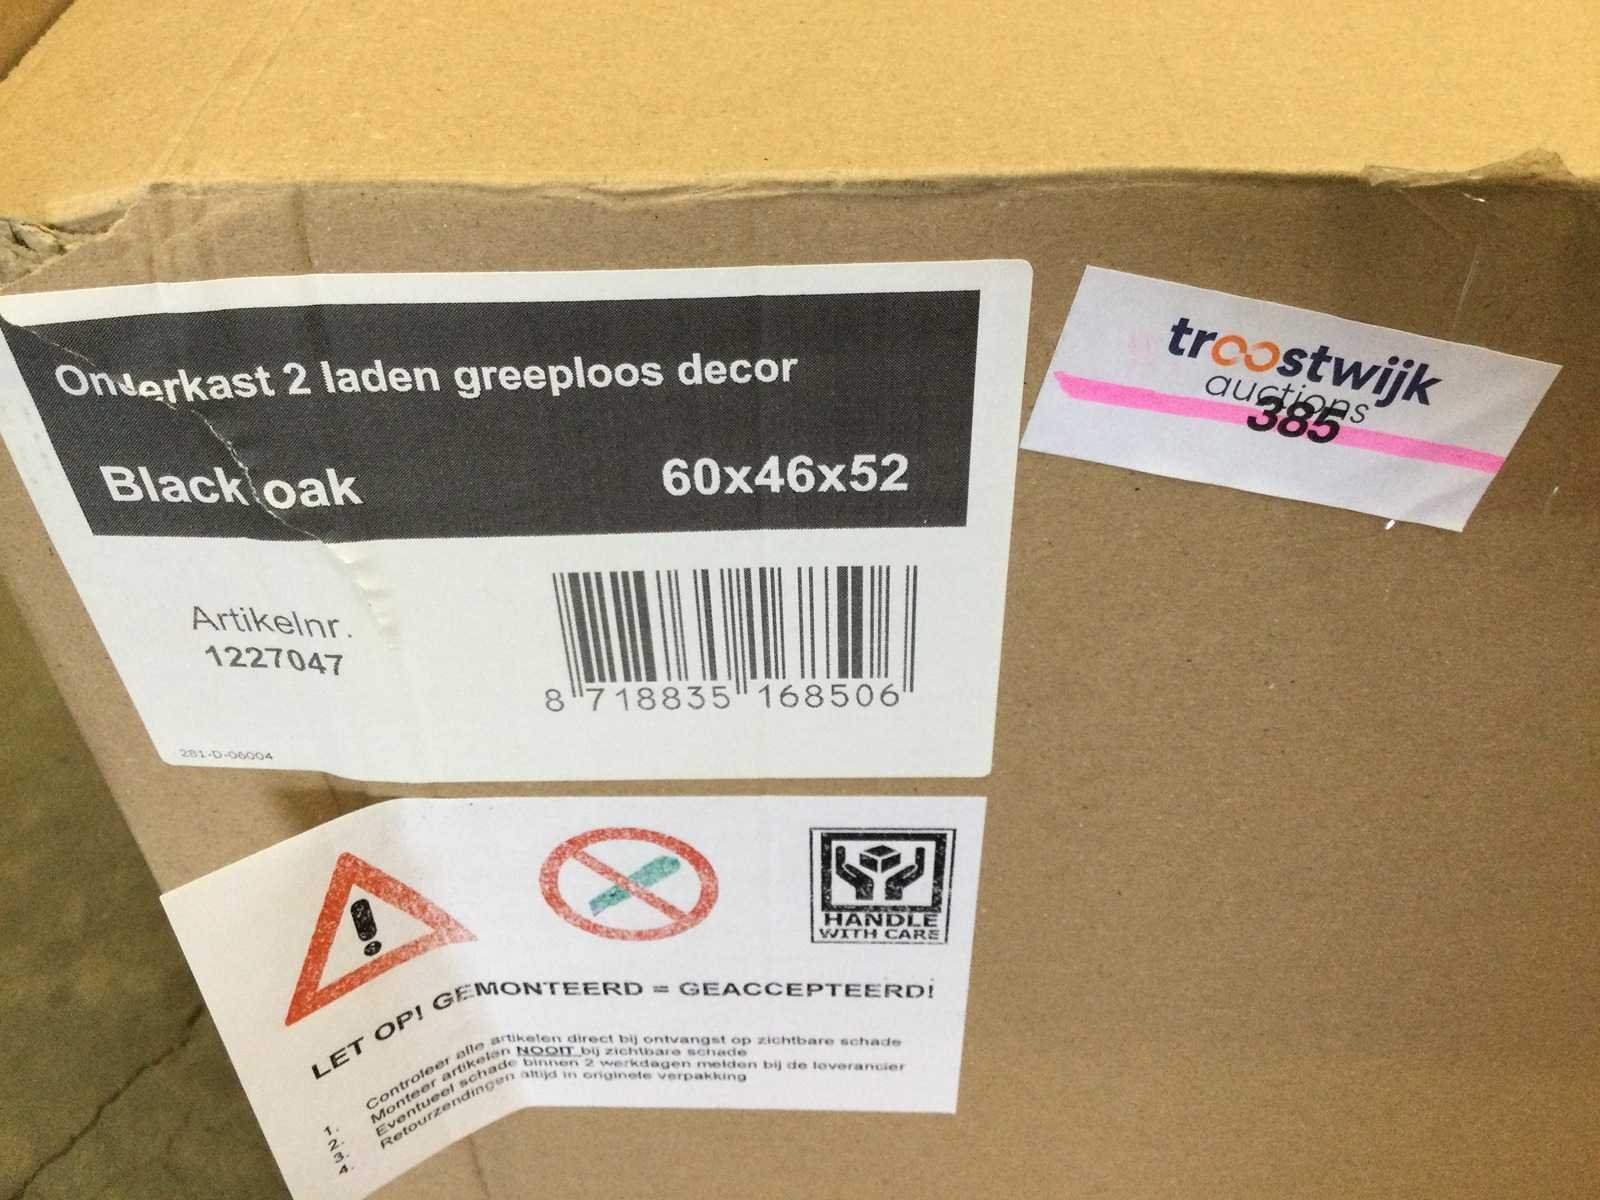 Onderkast 2 laden greeploos decor
Black oak 60x46x52
Artikelnr.
1227047
8 718835 168506
281-D-06004
troostwijk
auctions
385
HANDLE
WITH CARE
LET OP! GEMONTEERD = GEACCEPTEERD!
1. Controleer alle artikelen direct bij ontvangst op zichtbare schade
2. Monteer artikelen NOOIT bij zichtbare schade
3. Eventueel schade binnen 2 werkdagen melden bij de leverancier
4. Retourzendingen altijd in originele verpakking